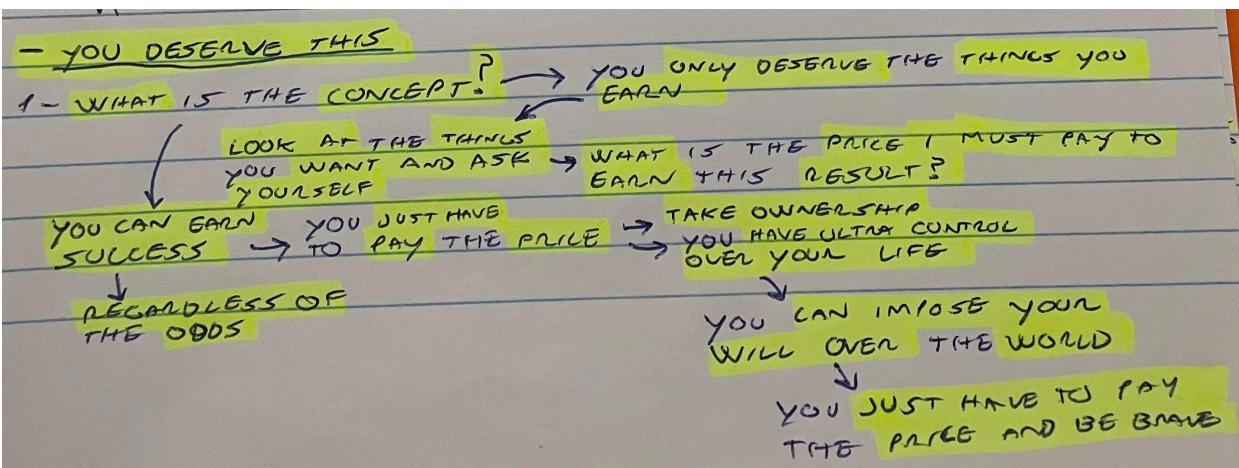 - YOU DESERVE THIS
1- WHAT IS THE CONCEPT? → YOU ONLY DESERVE THE THINGS YOU
EARN
LOOK AT THE THINGS
YOU WANT AND ASK → WHAT IS THE PRICE I MUST PAY TO
YOURSELF
EARN THIS RESULT?
YOU CAN EARN
SUCCESS → YOU JUST HAVE
TO PAY THE PRICE → TAKE OWNERSHIP
→ YOU HAVE ULTRA CONTROL
OVER YOUR LIFE
↓ REGARDLESS OF
THE ODDS
YOU CAN IMPOSE YOUR
WILL OVER THE WORLD
YOU JUST HAVE TO PAY
THE PRICE AND BE BRAVE